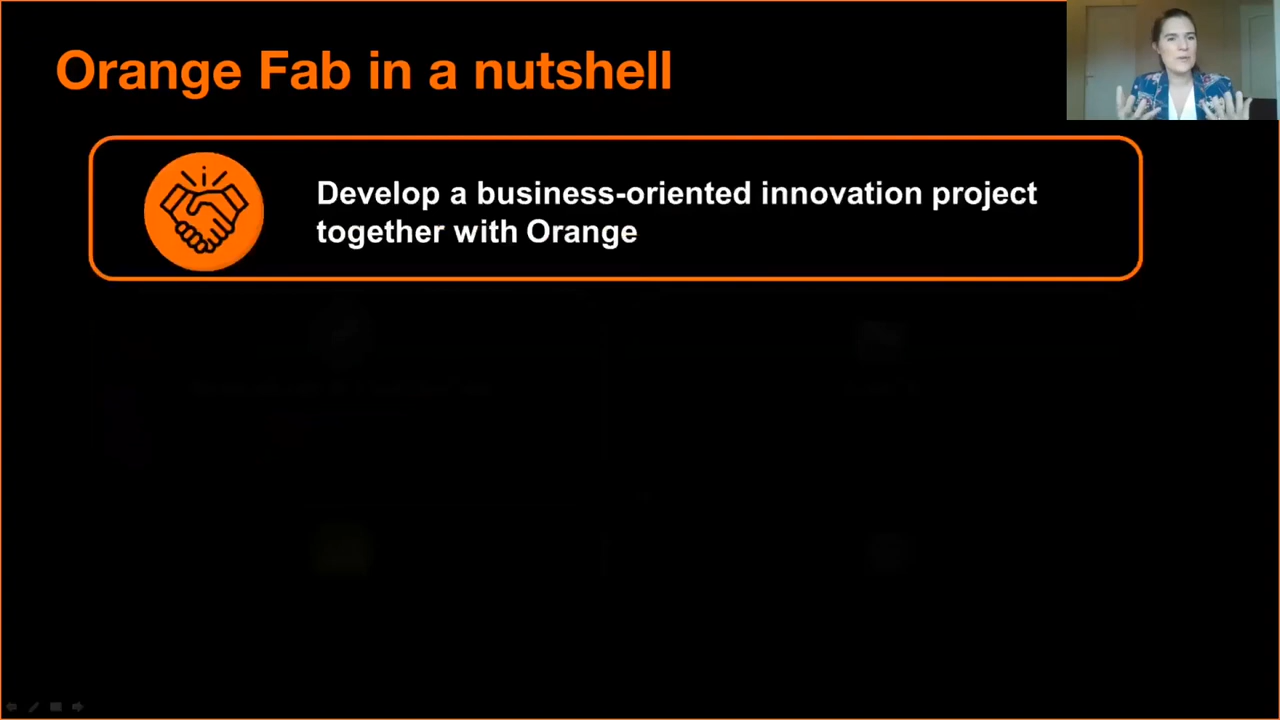 Orange Fab in a nutshell
Develop a business-oriented innovation project
together with Orange